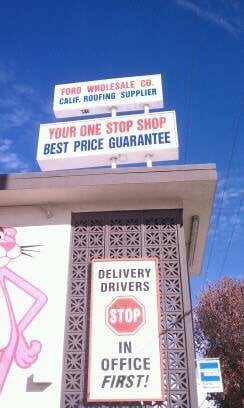 FORD WHOLESALE CO.
CALIF. ROOFING SUPPLIER
YOUR ONE STOP SHOP
BEST PRICE GUARANTEE
DELIVERY
DRIVERS
STOP
IN
OFFICE
FIRST!